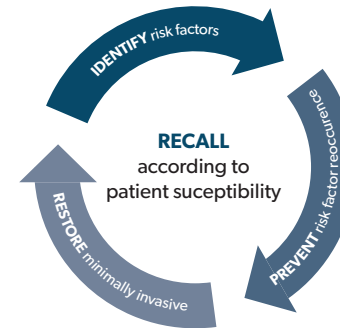 IDENTIFY risk factors
RECALL
according to
patient suceptibility
PREVENT risk factor reoccurence
RESTORE minimally invasive